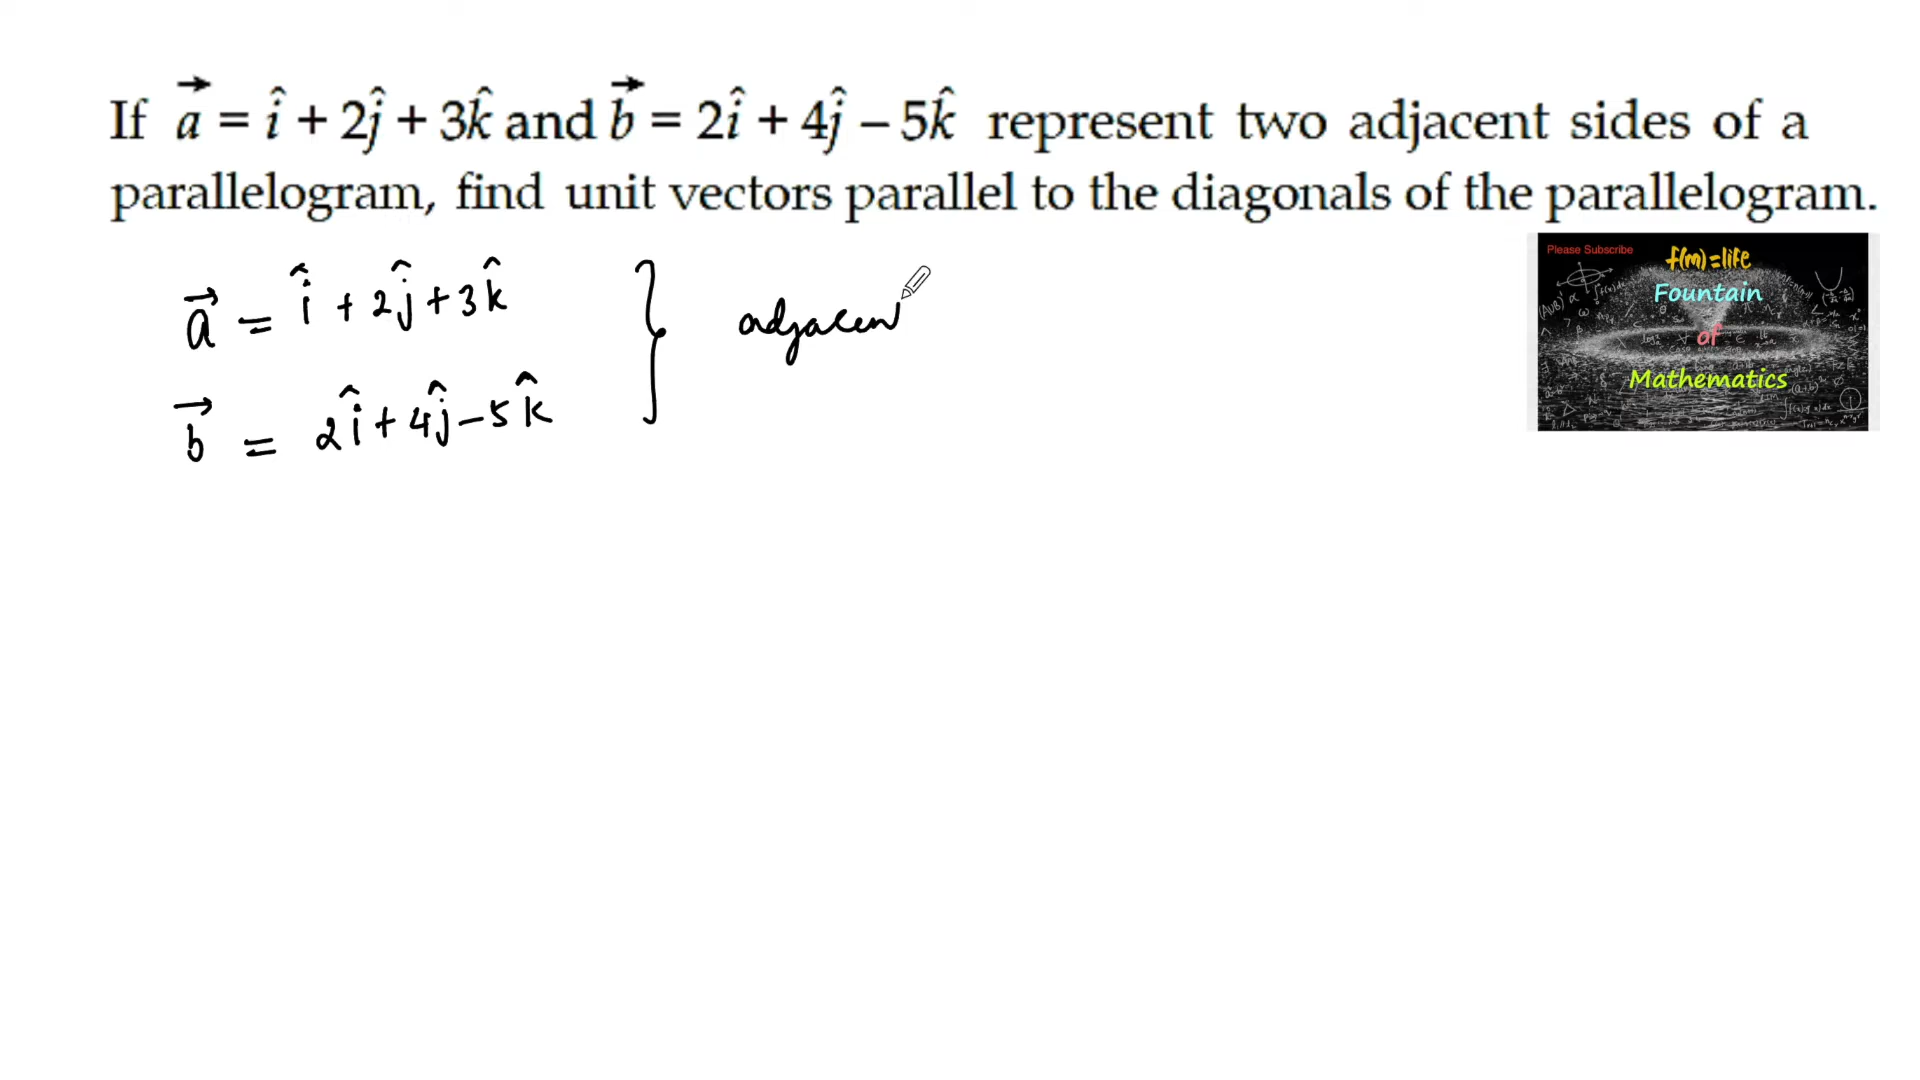 If a⃗ = î + 2ĵ + 3k̂ and b⃗ = 2î + 4ĵ – 5k̂ represent two adjacent sides of a
parallelogram, find unit vectors parallel to the diagonals of the parallelogram.
a⃗ = î + 2ĵ + 3k̂
b⃗ = 2î + 4ĵ – 5k̂
} adjacen
Please Subscribe
f(m)=life
Fountain
of
Mathematics